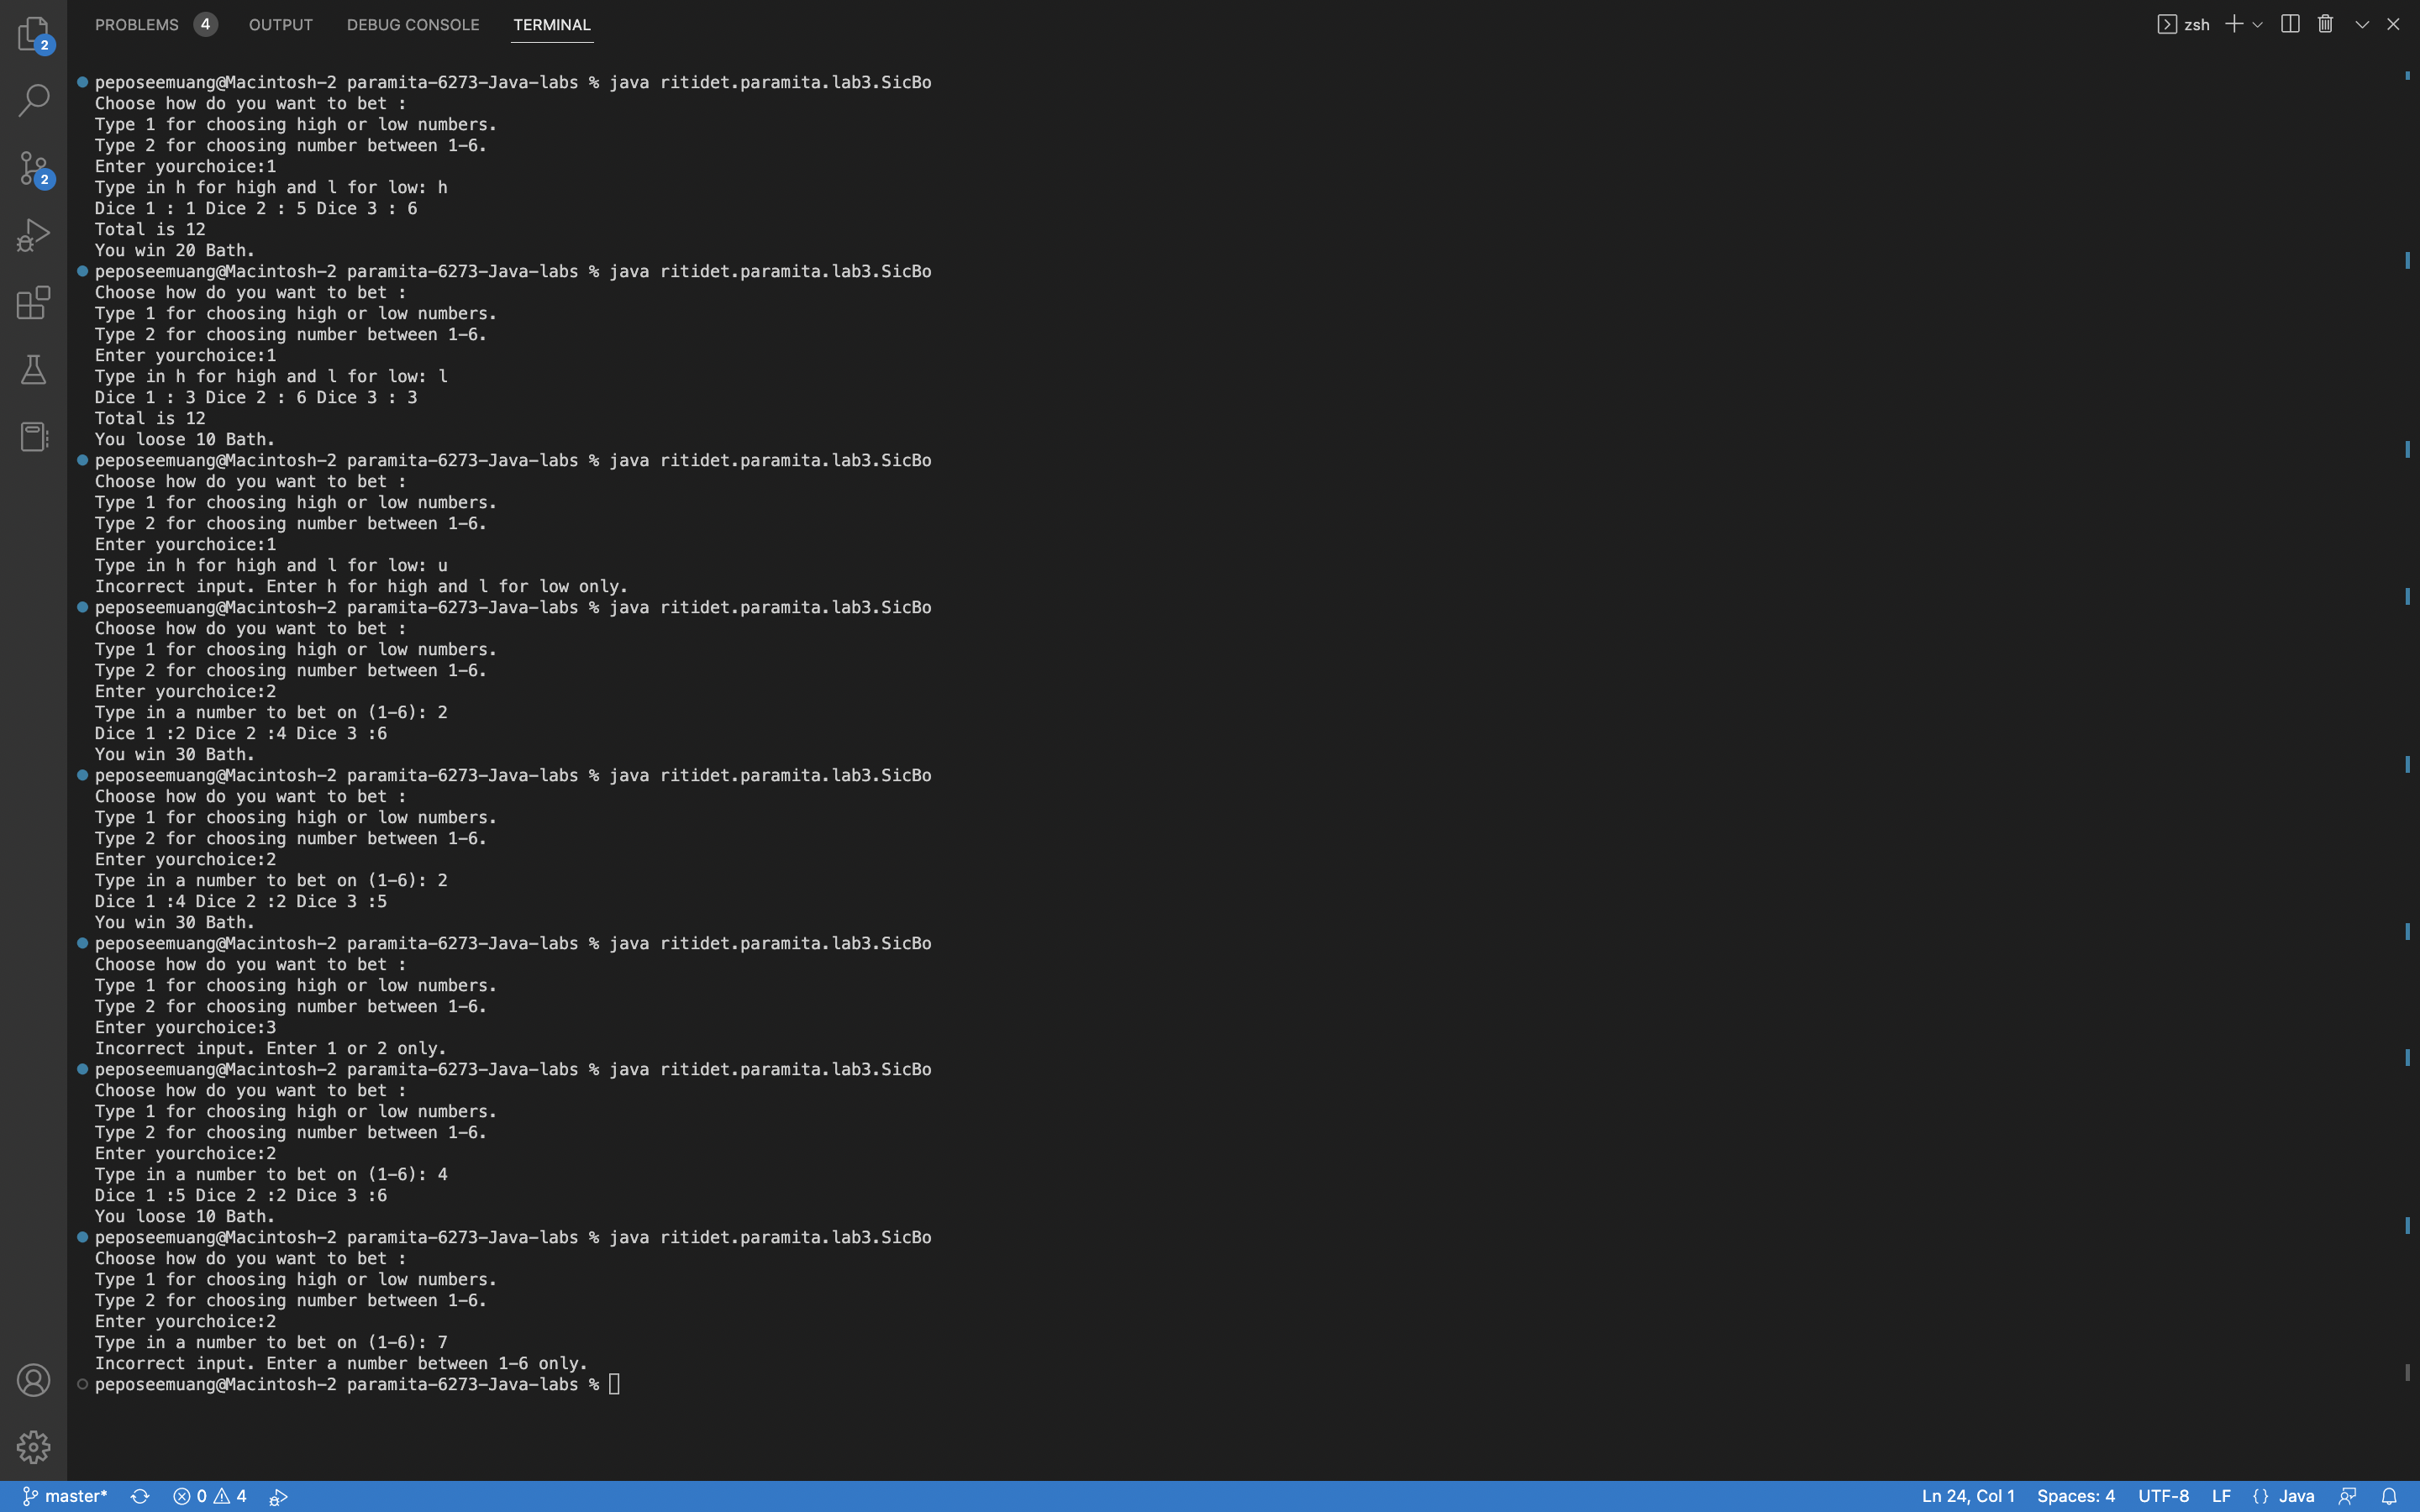 PROBLEMS 4 OUTPUT DEBUG CONSOLE TERMINAL zsh
2
2
peposeemuang@Macintosh-2 paramita-6273-Java-labs % java ritidet.paramita.lab3.SicBo
Choose how do you want to bet :
Type 1 for choosing high or low numbers.
Type 2 for choosing number between 1-6.
Enter yourchoice:1
Type in h for high and l for low: h
Dice 1 : 1 Dice 2 : 5 Dice 3 : 6
Total is 12
You win 20 Bath.
peposeemuang@Macintosh-2 paramita-6273-Java-labs % java ritidet.paramita.lab3.SicBo
Choose how do you want to bet :
Type 1 for choosing high or low numbers.
Type 2 for choosing number between 1-6.
Enter yourchoice:1
Type in h for high and l for low: l
Dice 1 : 3 Dice 2 : 6 Dice 3 : 3
Total is 12
You loose 10 Bath.
peposeemuang@Macintosh-2 paramita-6273-Java-labs % java ritidet.paramita.lab3.SicBo
Choose how do you want to bet :
Type 1 for choosing high or low numbers.
Type 2 for choosing number between 1-6.
Enter yourchoice:1
Type in h for high and l for low: u
Incorrect input. Enter h for high and l for low only.
peposeemuang@Macintosh-2 paramita-6273-Java-labs % java ritidet.paramita.lab3.SicBo
Choose how do you want to bet :
Type 1 for choosing high or low numbers.
Type 2 for choosing number between 1-6.
Enter yourchoice:2
Type in a number to bet on (1-6): 2
Dice 1 :2 Dice 2 :4 Dice 3 :6
You win 30 Bath.
peposeemuang@Macintosh-2 paramita-6273-Java-labs % java ritidet.paramita.lab3.SicBo
Choose how do you want to bet :
Type 1 for choosing high or low numbers.
Type 2 for choosing number between 1-6.
Enter yourchoice:2
Type in a number to bet on (1-6): 2
Dice 1 :4 Dice 2 :2 Dice 3 :5
You win 30 Bath.
peposeemuang@Macintosh-2 paramita-6273-Java-labs % java ritidet.paramita.lab3.SicBo
Choose how do you want to bet :
Type 1 for choosing high or low numbers.
Type 2 for choosing number between 1-6.
Enter yourchoice:3
Incorrect input. Enter 1 or 2 only.
peposeemuang@Macintosh-2 paramita-6273-Java-labs % java ritidet.paramita.lab3.SicBo
Choose how do you want to bet :
Type 1 for choosing high or low numbers.
Type 2 for choosing number between 1-6.
Enter yourchoice:2
Type in a number to bet on (1-6): 4
Dice 1 :5 Dice 2 :2 Dice 3 :6
You loose 10 Bath.
peposeemuang@Macintosh-2 paramita-6273-Java-labs % java ritidet.paramita.lab3.SicBo
Choose how do you want to bet :
Type 1 for choosing high or low numbers.
Type 2 for choosing number between 1-6.
Enter yourchoice:2
Type in a number to bet on (1-6): 7
Incorrect input. Enter a number between 1-6 only.
peposeemuang@Macintosh-2 paramita-6273-Java-labs %
master* 0 4 Ln 24, Col 1 Spaces: 4 UTF-8 LF {} Java